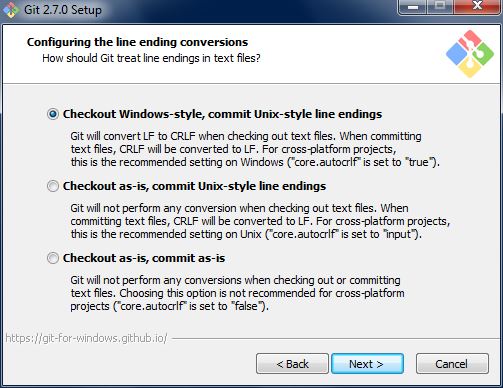 Git 2.7.0 Setup
Configuring the line ending conversions
How should Git treat line endings in text files?
Checkout Windows-style, commit Unix-style line endings
Git will convert LF to CRLF when checking out text files. When committing
text files, CRLF will be converted to LF. For cross-platform projects,
this is the recommended setting on Windows ("core.autocrlf" is set to "true").
Checkout as-is, commit Unix-style line endings
Git will not perform any conversion when checking out text files. When
committing text files, CRLF will be converted to LF. For cross-platform projects,
this is the recommended setting on Unix ("core.autocrlf" is set to "input").
Checkout as-is, commit as-is
Git will not perform any conversions when checking out or committing
text files. Choosing this option is not recommended for cross-platform
projects ("core.autocrlf" is set to "false").
https://git-for-windows.github.io/
< Back
Next >
Cancel